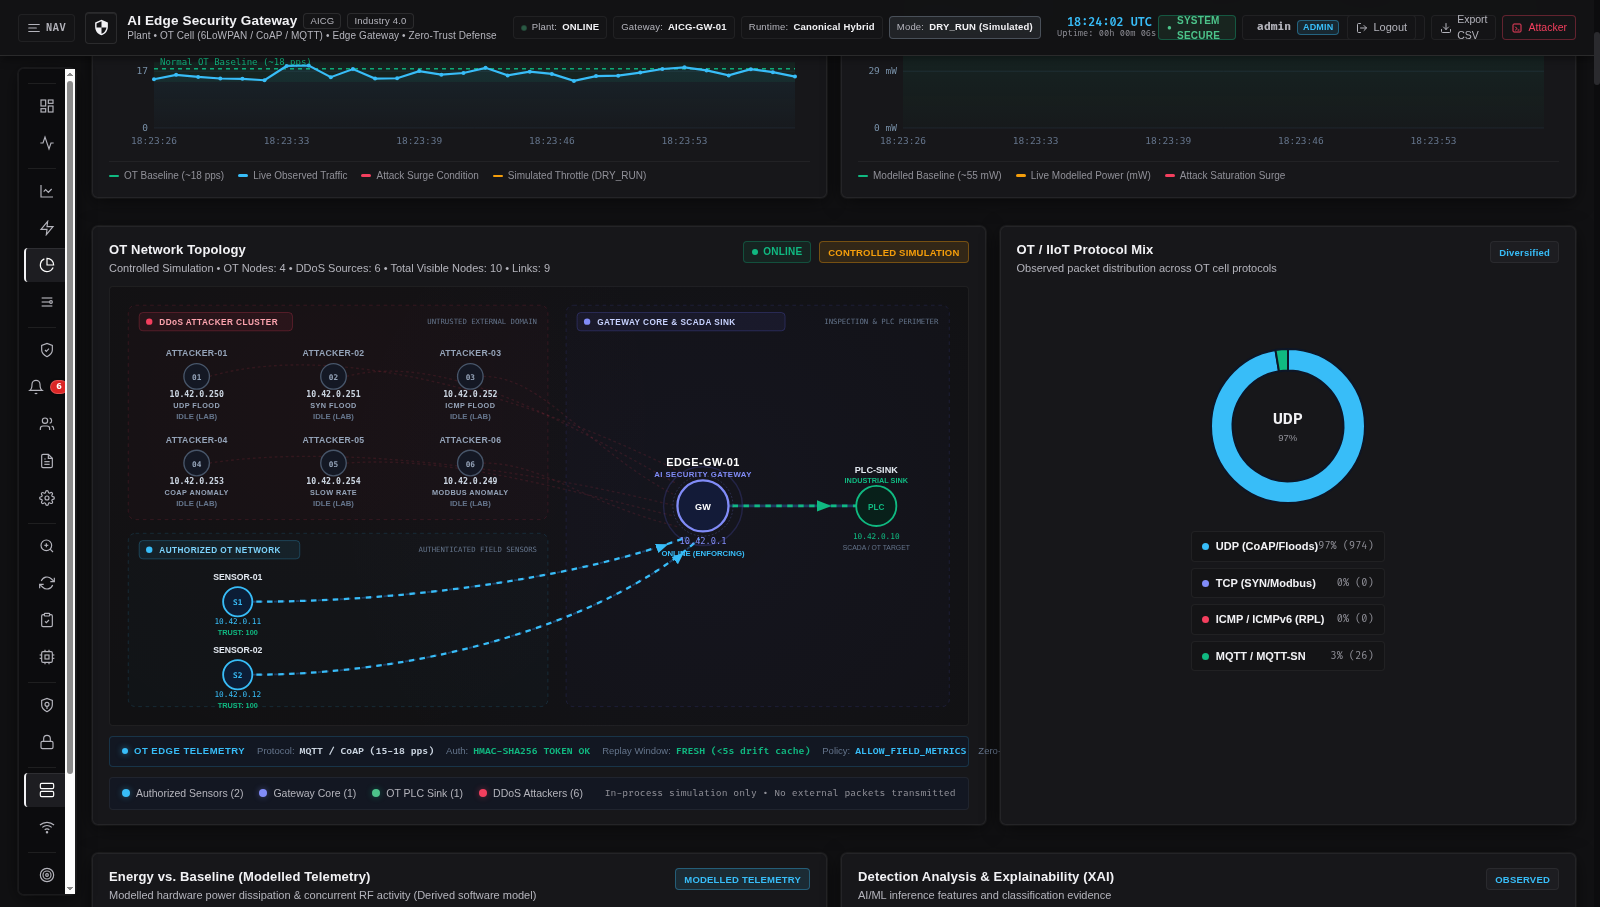 NAV
AI Edge Security Gateway AICG Industry 4.0
Plant • OT Cell (6LoWPAN / CoAP / MQTT) • Edge Gateway • Zero-Trust Defense
Plant: ONLINE
Gateway: AICG-GW-01
Runtime: Canonical Hybrid
Mode: DRY_RUN (Simulated)
18:24:02 UTC
Uptime: 00h 00m 06s
SYSTEM
SECURE
admin ADMIN
Logout
Export
CSV
Attacker
Normal OT Baseline (~18 pps)
17
0
18:23:26 18:23:33 18:23:39 18:23:46 18:23:53
OT Baseline (~18 pps) Live Observed Traffic Attack Surge Condition Simulated Throttle (DRY_RUN)
29 mW
0 mW
18:23:26 18:23:33 18:23:39 18:23:46 18:23:53
Modelled Baseline (~55 mW) Live Modelled Power (mW) Attack Saturation Surge
6
OT Network Topology
ONLINE CONTROLLED SIMULATION
Controlled Simulation • OT Nodes: 4 • DDoS Sources: 6 • Total Visible Nodes: 10 • Links: 9
DDoS ATTACKER CLUSTER
UNTRUSTED EXTERNAL DOMAIN
ATTACKER-01 ATTACKER-02 ATTACKER-03
01 02 03
10.42.0.250 10.42.0.251 10.42.0.252
UDP FLOOD SYN FLOOD ICMP FLOOD
IDLE (LAB) IDLE (LAB) IDLE (LAB)
ATTACKER-04 ATTACKER-05 ATTACKER-06
04 05 06
10.42.0.253 10.42.0.254 10.42.0.249
COAP ANOMALY SLOW RATE MODBUS ANOMALY
IDLE (LAB) IDLE (LAB) IDLE (LAB)
AUTHORIZED OT NETWORK
AUTHENTICATED FIELD SENSORS
SENSOR-01
S1
10.42.0.11
TRUST: 100
SENSOR-02
S2
10.42.0.12
TRUST: 100
GATEWAY CORE & SCADA SINK
INSPECTION & PLC PERIMETER
EDGE-GW-01
AI SECURITY GATEWAY
GW
10.42.0.1
ONLINE (ENFORCING)
PLC-SINK
INDUSTRIAL SINK
PLC
10.42.0.10
SCADA / OT TARGET
OT EDGE TELEMETRY Protocol: MQTT / CoAP (15-18 pps) Auth: HMAC-SHA256 TOKEN OK Replay Window: FRESH (<5s drift cache) Policy: ALLOW_FIELD_METRICS Zero-
Authorized Sensors (2) Gateway Core (1) OT PLC Sink (1) DDoS Attackers (6) In-process simulation only • No external packets transmitted
OT / IIoT Protocol Mix
Diversified
Observed packet distribution across OT cell protocols
UDP
97%
UDP (CoAP/Floods) 97% (974)
TCP (SYN/Modbus) 0% (0)
ICMP / ICMPv6 (RPL) 0% (0)
MQTT / MQTT-SN 3% (26)
Energy vs. Baseline (Modelled Telemetry)
MODELLED TELEMETRY
Modelled hardware power dissipation & concurrent RF activity (Derived software model)
Detection Analysis & Explainability (XAI)
OBSERVED
AI/ML inference features and classification evidence